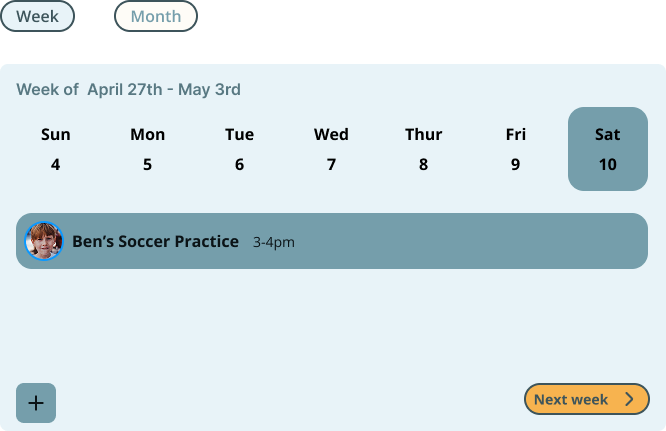 Week Month
Week of April 27th - May 3rd
Sun Mon Tue Wed Thur Fri Sat
4 5 6 7 8 9 10
Ben’s Soccer Practice 3-4pm
+
Next week >